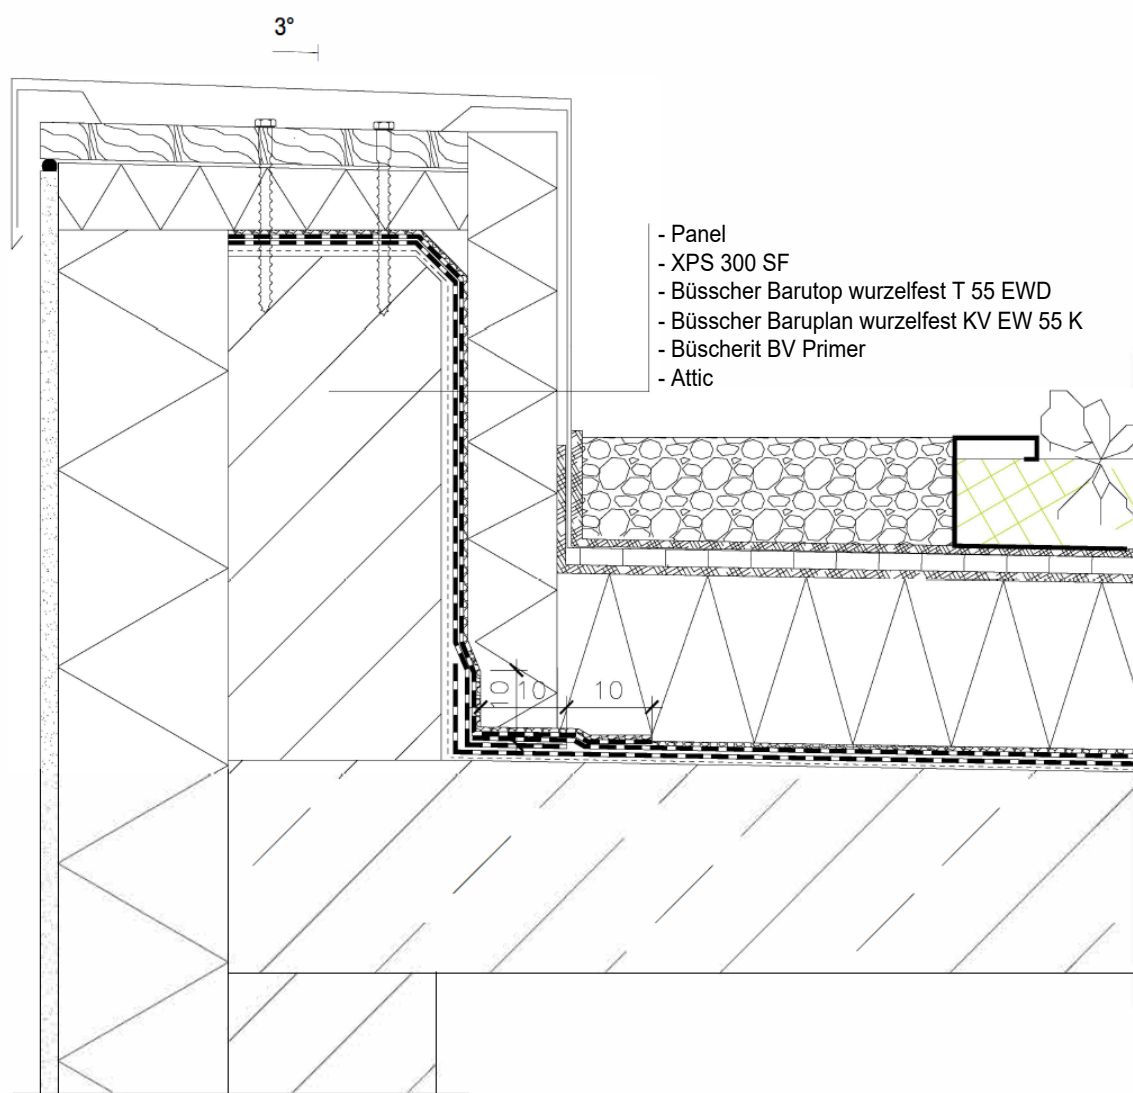 3°
- Panel
- XPS 300 SF
- Büsscher Barutop wurzelfest T 55 EWD
- Büsscher Baruplan wurzelfest KV EW 55 K
- Büscherit BV Primer
- Attic
10 10 10